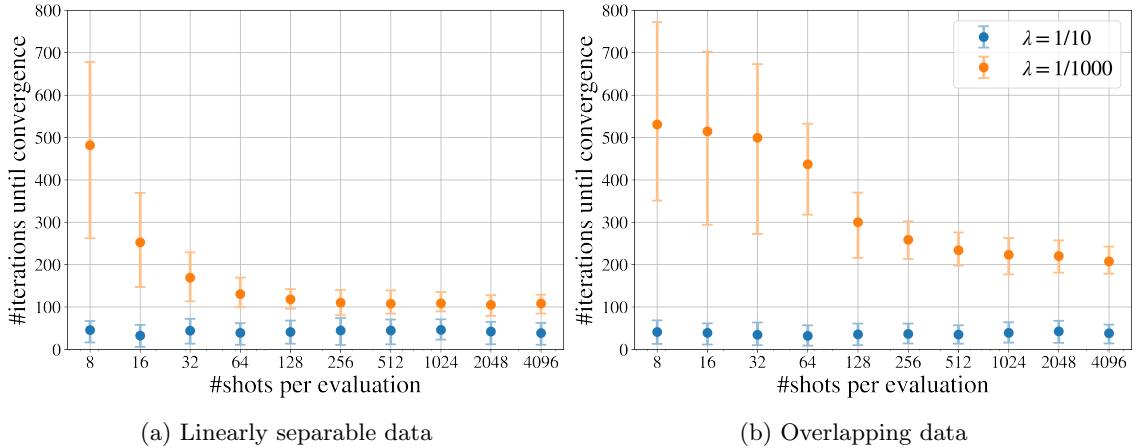 800
700
600
500
400
300
200
100
0
#iterations until convergence
8 16 32 64 128 256 512 1024 2048 4096
#shots per evaluation
(a) Linearly separable data
800
700
600
500
400
300
200
100
0
#iterations until convergence
λ = 1/10
λ = 1/1000
8 16 32 64 128 256 512 1024 2048 4096
#shots per evaluation
(b) Overlapping data